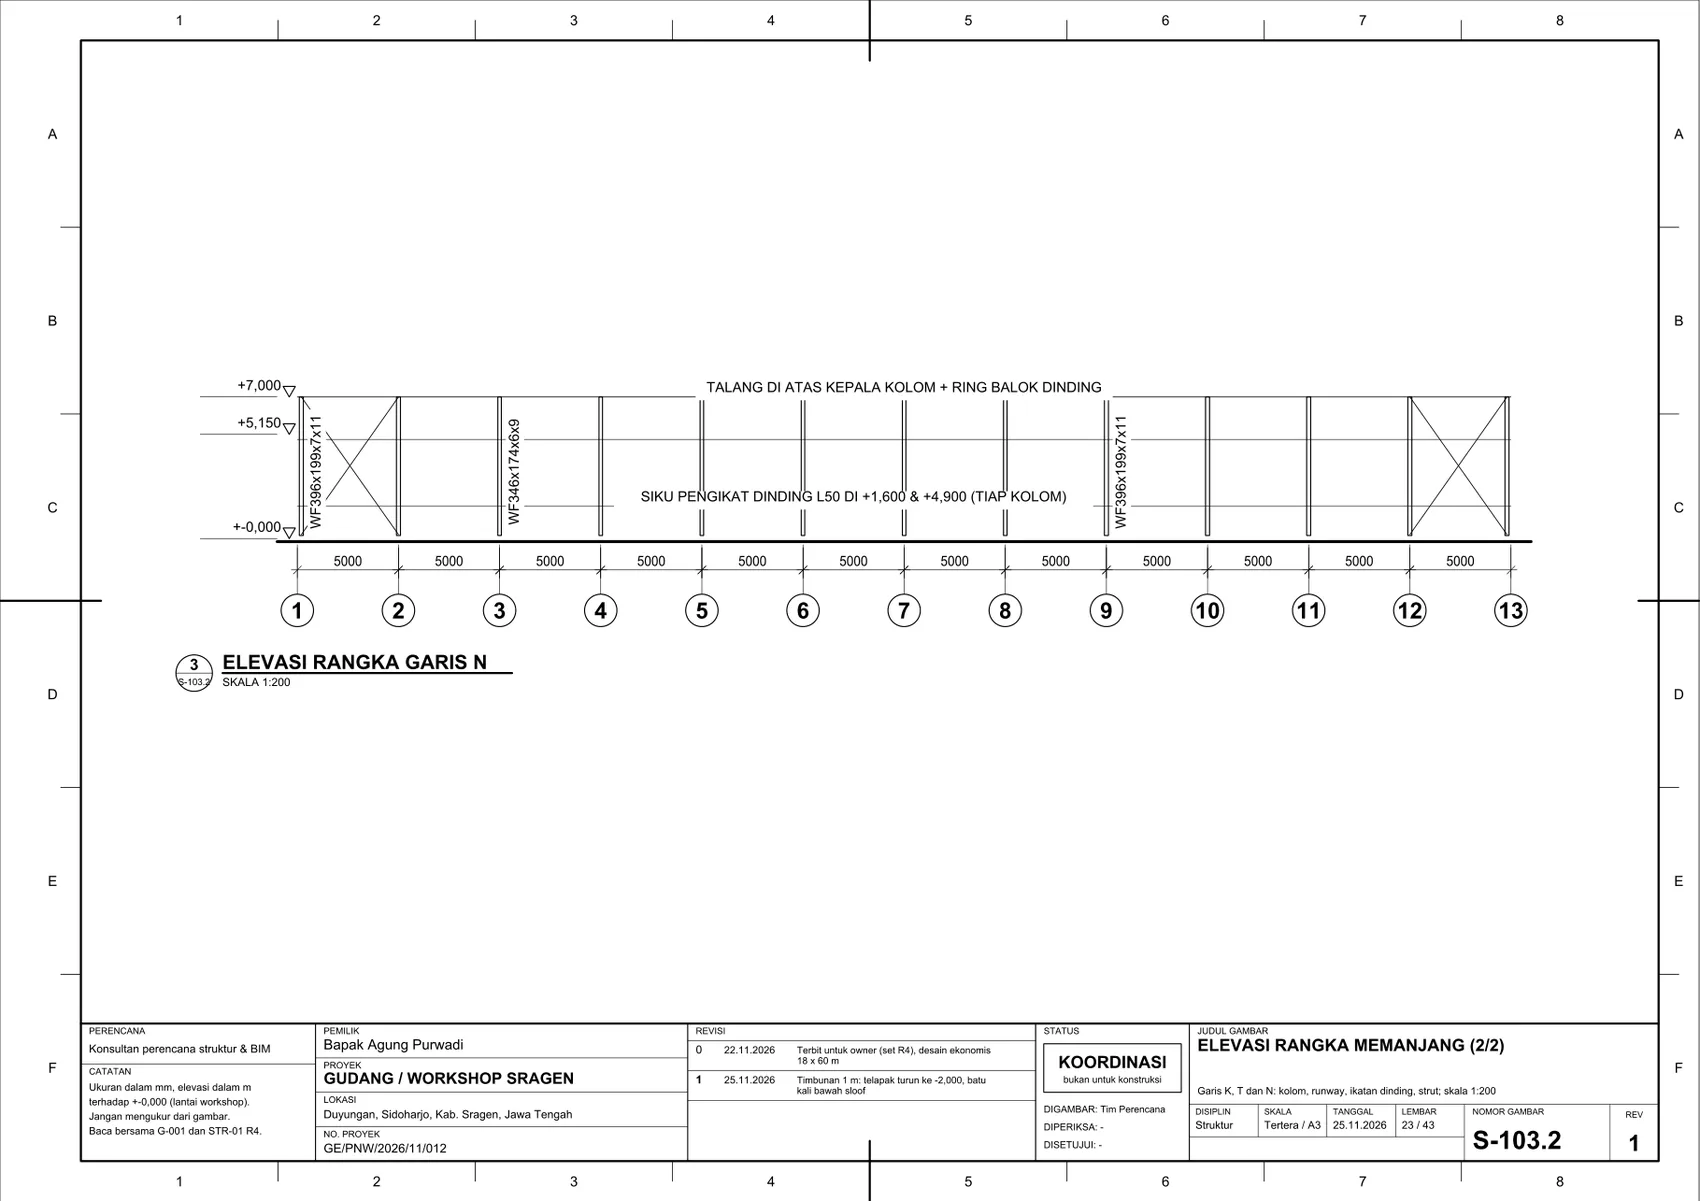 1 2 3 4 5 6 7 8
A A
B B
C C
D D
E E
F F
+7,000
TALANG DI ATAS KEPALA KOLOM + RING BALOK DINDING
+5,150
WF396x199x7x11
WF346x174x6x9
WF396x199x7x11
SIKU PENGIKAT DINDING L50 DI +1,600 & +4,900 (TIAP KOLOM)
+-0,000
5000 5000 5000 5000 5000 5000 5000 5000 5000 5000 5000 5000
1 2 3 4 5 6 7 8 9 10 11 12 13
3
S-103.2
ELEVASI RANGKA GARIS N
SKALA 1:200
PERENCANA
Konsultan perencana struktur & BIM
CATATAN
Ukuran dalam mm, elevasi dalam m
terhadap +-0,000 (lantai workshop).
Jangan mengukur dari gambar.
Baca bersama G-001 dan STR-01 R4.
PEMILIK
Bapak Agung Purwadi
PROYEK
GUDANG / WORKSHOP SRAGEN
LOKASI
Duyungan, Sidoharjo, Kab. Sragen, Jawa Tengah
NO. PROYEK
GE/PNW/2026/11/012
REVISI
0 22.11.2026 Terbit untuk owner (set R4), desain ekonomis
18 x 60 m
1 25.11.2026 Timbunan 1 m: telapak turun ke -2,000, batu
kali bawah sloof
STATUS
KOORDINASI
bukan untuk konstruksi
DIGAMBAR: Tim Perencana
DIPERIKSA: -
DISETUJUI: -
JUDUL GAMBAR
ELEVASI RANGKA MEMANJANG (2/2)
Garis K, T dan N: kolom, runway, ikatan dinding, strut; skala 1:200
DISIPLIN
Struktur
SKALA
Tertera / A3
TANGGAL
25.11.2026
LEMBAR
23 / 43
NOMOR GAMBAR
S-103.2
REV
1
1 2 3 4 5 6 7 8